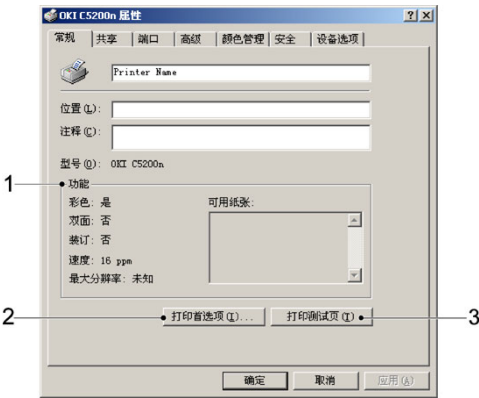 OKI C5200n 属性
常规 共享 端口 高级 颜色管理 安全 设备选项
Printer Name
位置(L):
注释(C):
型号(O): OKI C5200n
1
功能
彩色: 是 可用纸张:
双面: 否
装订: 否
速度: 16 ppm
最大分辨率: 未知
2 打印首选项(I)... 打印测试页(T) 3
确定 取消 应用(A)